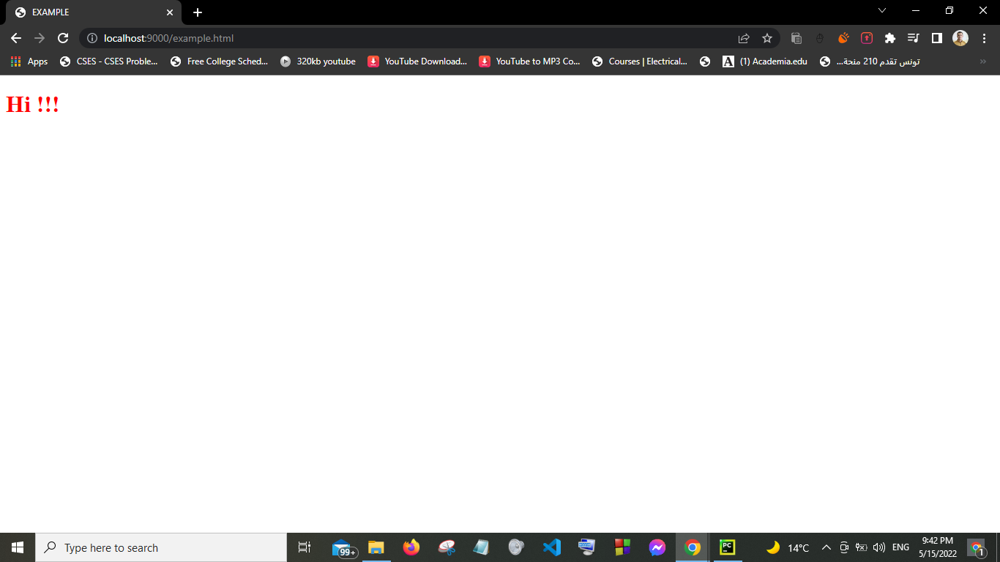 EXAMPLE
localhost:9000/example.html
Apps
CSES - CSES Proble...
Free College Sched...
320kb youtube
YouTube Download...
YouTube to MP3 Co...
Courses | Electrical...
(1) Academia.edu
تونس تقدم 210 منحة...
Hi !!!
Type here to search
99+
PC
14°C
ENG
9:42 PM
5/15/2022
1